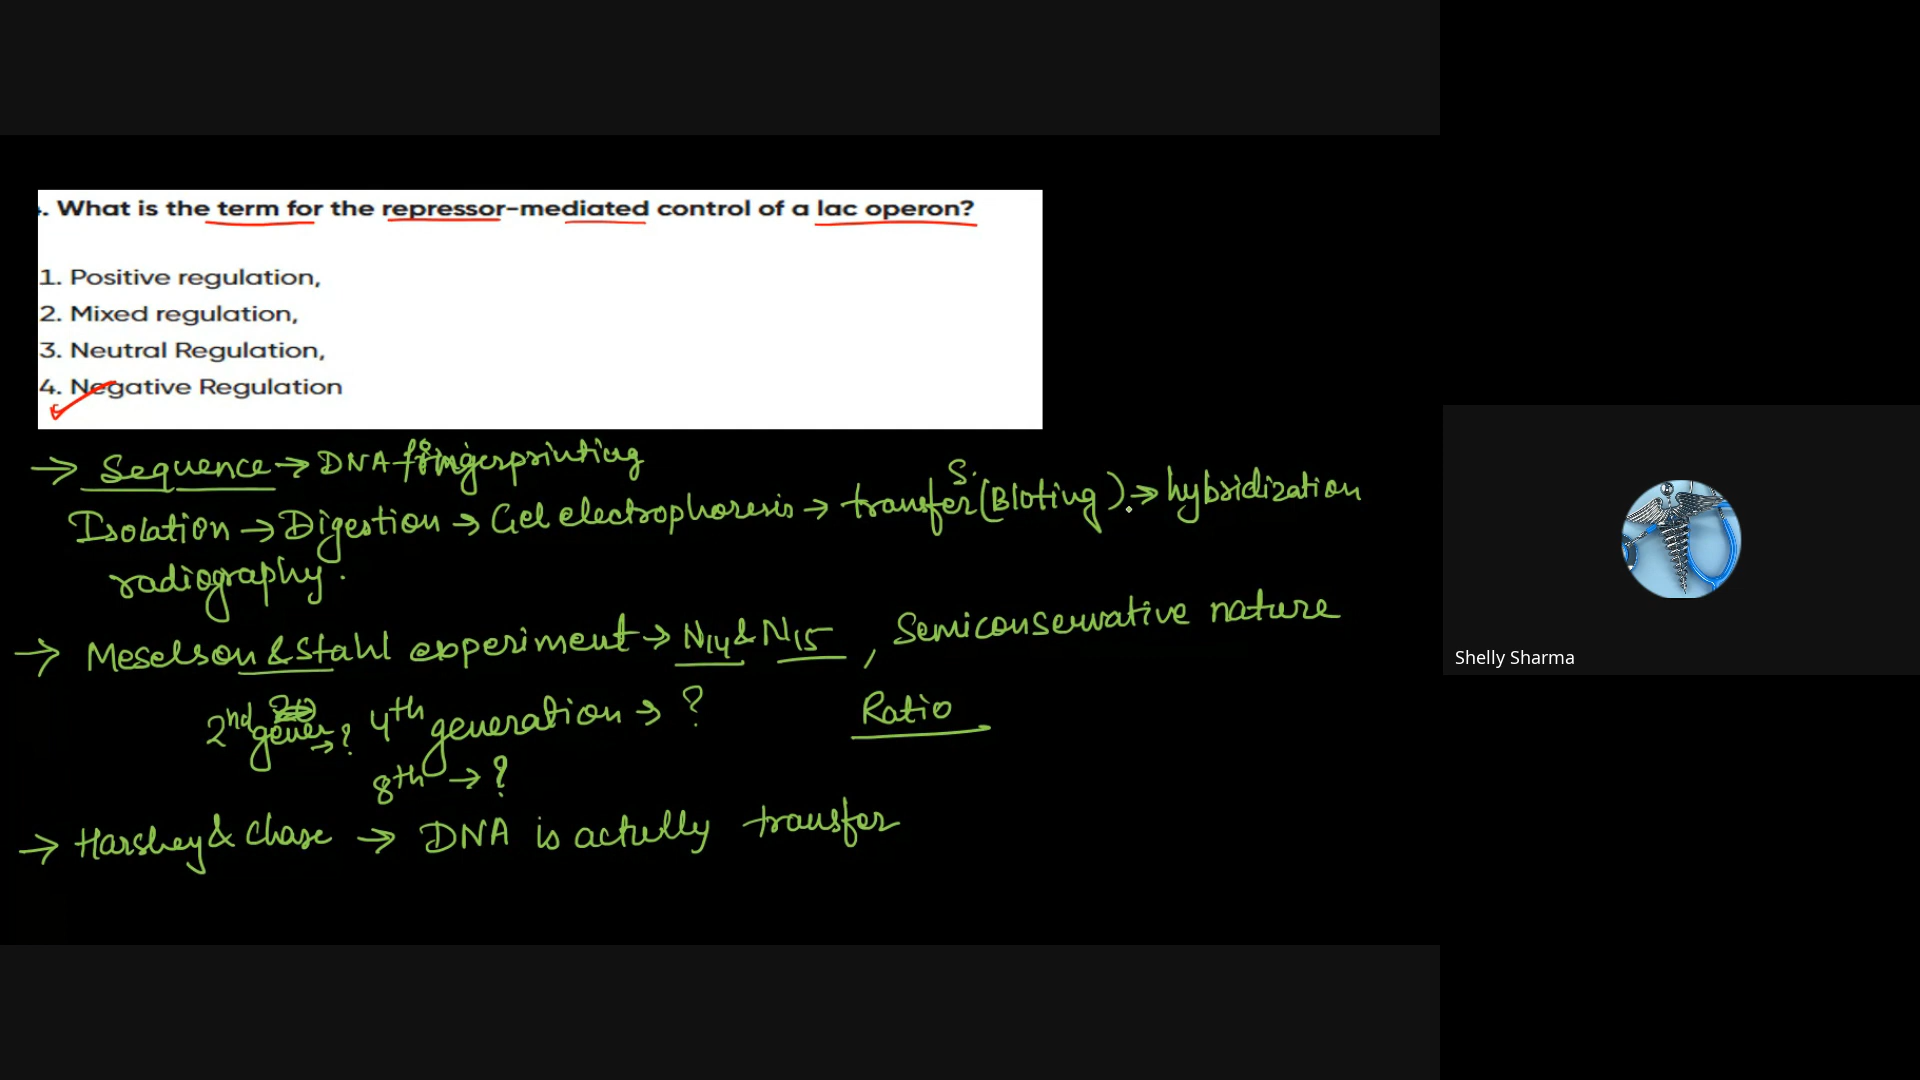 . What is the term for the repressor-mediated control of a lac operon?
1. Positive regulation,
2. Mixed regulation,
3. Neutral Regulation,
4. Negative Regulation
→ Sequence → DNA fingerprinting
Isolation → Digestion → Gel electrophoresis → transfer (S. Bloting) → hybridization
radiography.
→ Meselson & Stahl experiment → N14 & N15, Semiconservative nature
2nd gener → ? 4th generation → ? Ratio
8th → ?
→ Harshey & Chase → DNA is actully transfer
Shelly Sharma